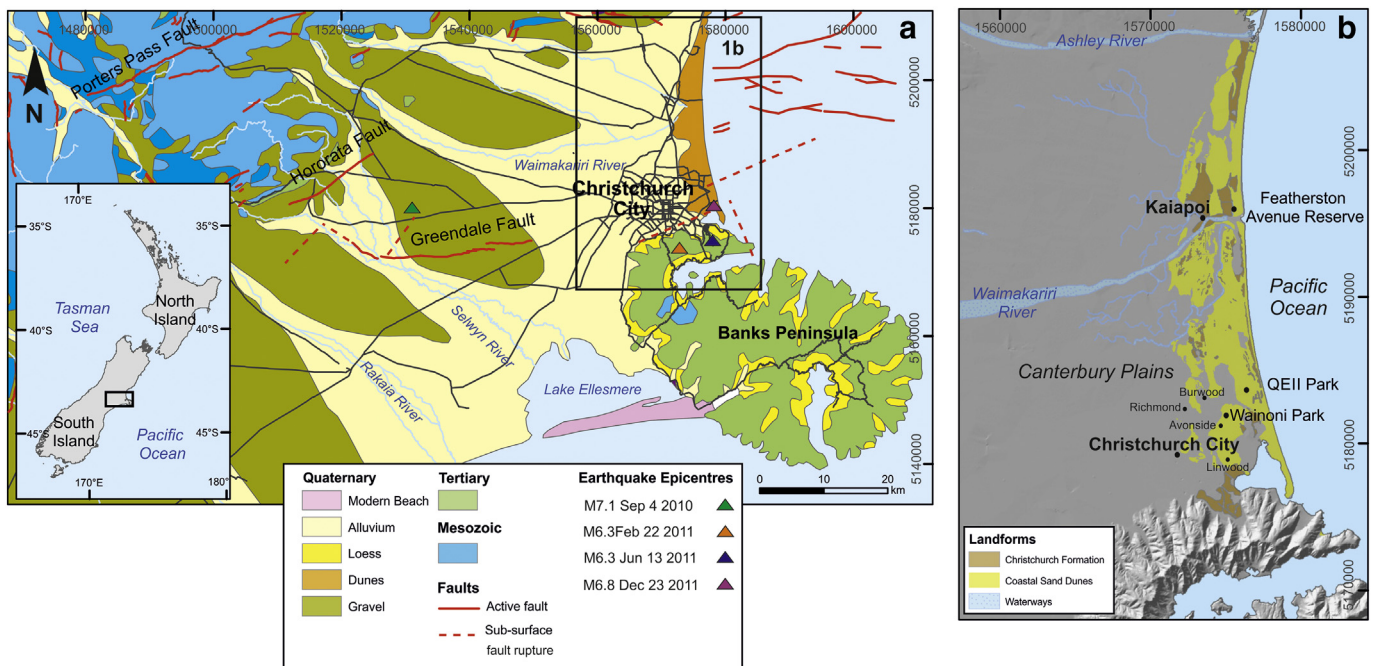 1480000
1500000
1520000
1540000
1560000
1580000
1600000
a
1b
N
Porters Pass Fault
Hororata Fault
Greendale Fault
Waimakariri River
Christchurch
City
Selwyn River
Rakaia River
Lake Ellesmere
Banks Peninsula
5200000
5180000
5160000
5140000
170°E
35°S
35°S
Tasman
Sea
North
Island
40°S
40°S
South
Island
Pacific
Ocean
45°S
45°S
170°E
180°
0
10
20
km
Quaternary
Modern Beach
Alluvium
Loess
Dunes
Gravel
Tertiary
Mesozoic
Faults
Active fault
Sub-surface
fault rupture
Earthquake Epicentres
M7.1 Sep 4 2010
M6.3Feb 22 2011
M6.3 Jun 13 2011
M6.8 Dec 23 2011
1560000
1570000
1580000
b
Ashley River
5200000
Kaiapoi
Featherston
Avenue Reserve
Waimakariri
River
Pacific
Ocean
5190000
Canterbury Plains
Burwood
QEII Park
Richmond
Wainoni Park
Avonside
Christchurch City
Linwood
5180000
5170000
Landforms
Christchurch Formation
Coastal Sand Dunes
Waterways